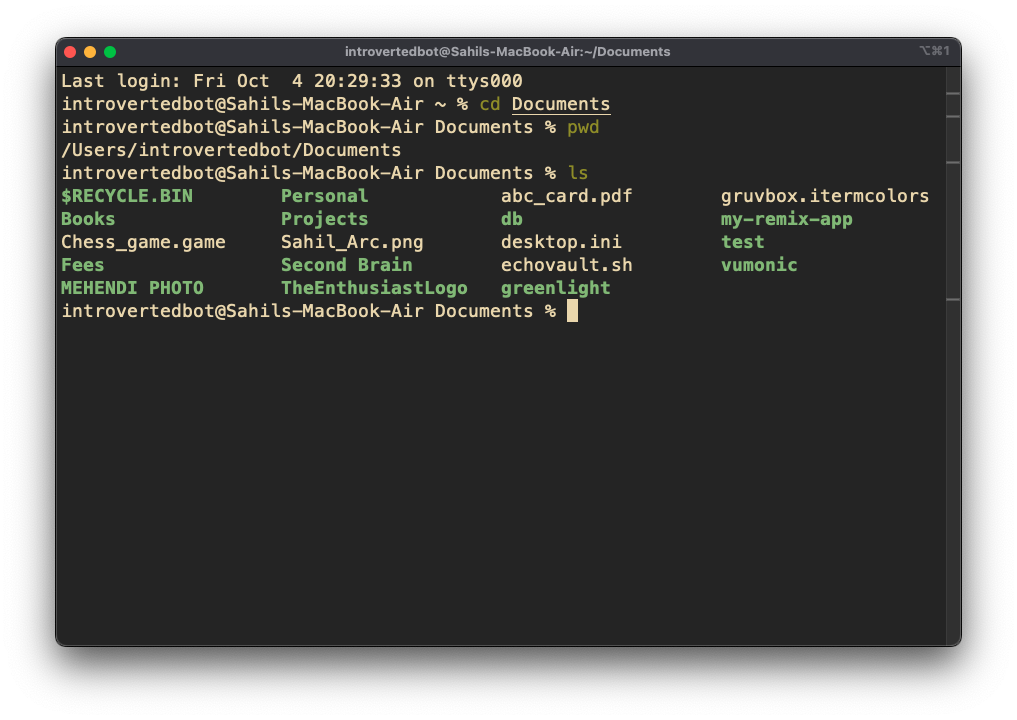 introvertedbot@Sahils-MacBook-Air:~/Documents ⌥⌘1
Last login: Fri Oct  4 20:29:33 on ttys000
introvertedbot@Sahils-MacBook-Air ~ % cd Documents
introvertedbot@Sahils-MacBook-Air Documents % pwd
/Users/introvertedbot/Documents
introvertedbot@Sahils-MacBook-Air Documents % ls
$RECYCLE.BIN        Personal            abc_card.pdf        gruvbox.itermcolors
Books               Projects            db                  my-remix-app
Chess_game.game     Sahil_Arc.png       desktop.ini         test
Fees                Second Brain        echovault.sh        vumonic
MEHENDI PHOTO       TheEnthusiastLogo   greenlight
introvertedbot@Sahils-MacBook-Air Documents %